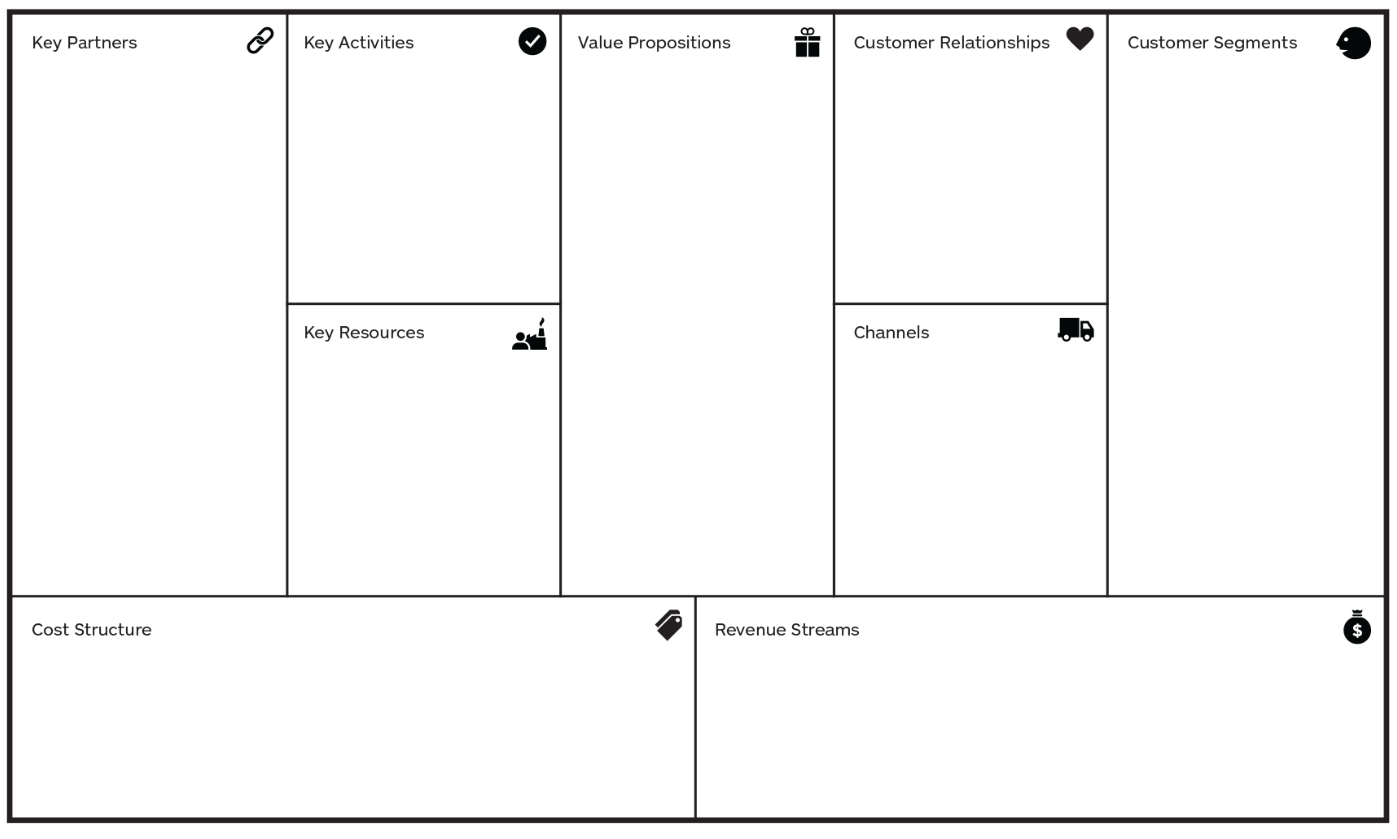 Key Partners
Key Activities
Value Propositions
Customer Relationships
Customer Segments
Key Resources
Channels
Cost Structure
Revenue Streams
$